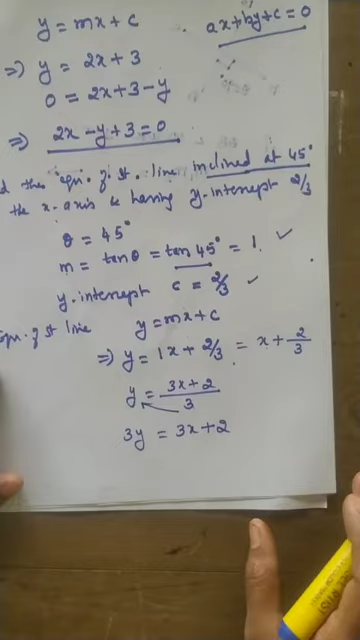 y = mx + c
ax + by + c = 0
⇒) y = 2x + 3
0 = 2x + 3 - y
⇒) 2x - y + 3 = 0
d the eqn. of st. line inclined at 45°
the x-axis & having y-intercept 2/3
θ = 45°
m = tanθ = tan 45° = 1. ✓
y-intercept c = 2/3 ✓
Eqn. of st line y = mx + c
⇒) y = 1x + 2/3 = x + 2/3
y = 3x + 2 / 3
3y = 3x + 2